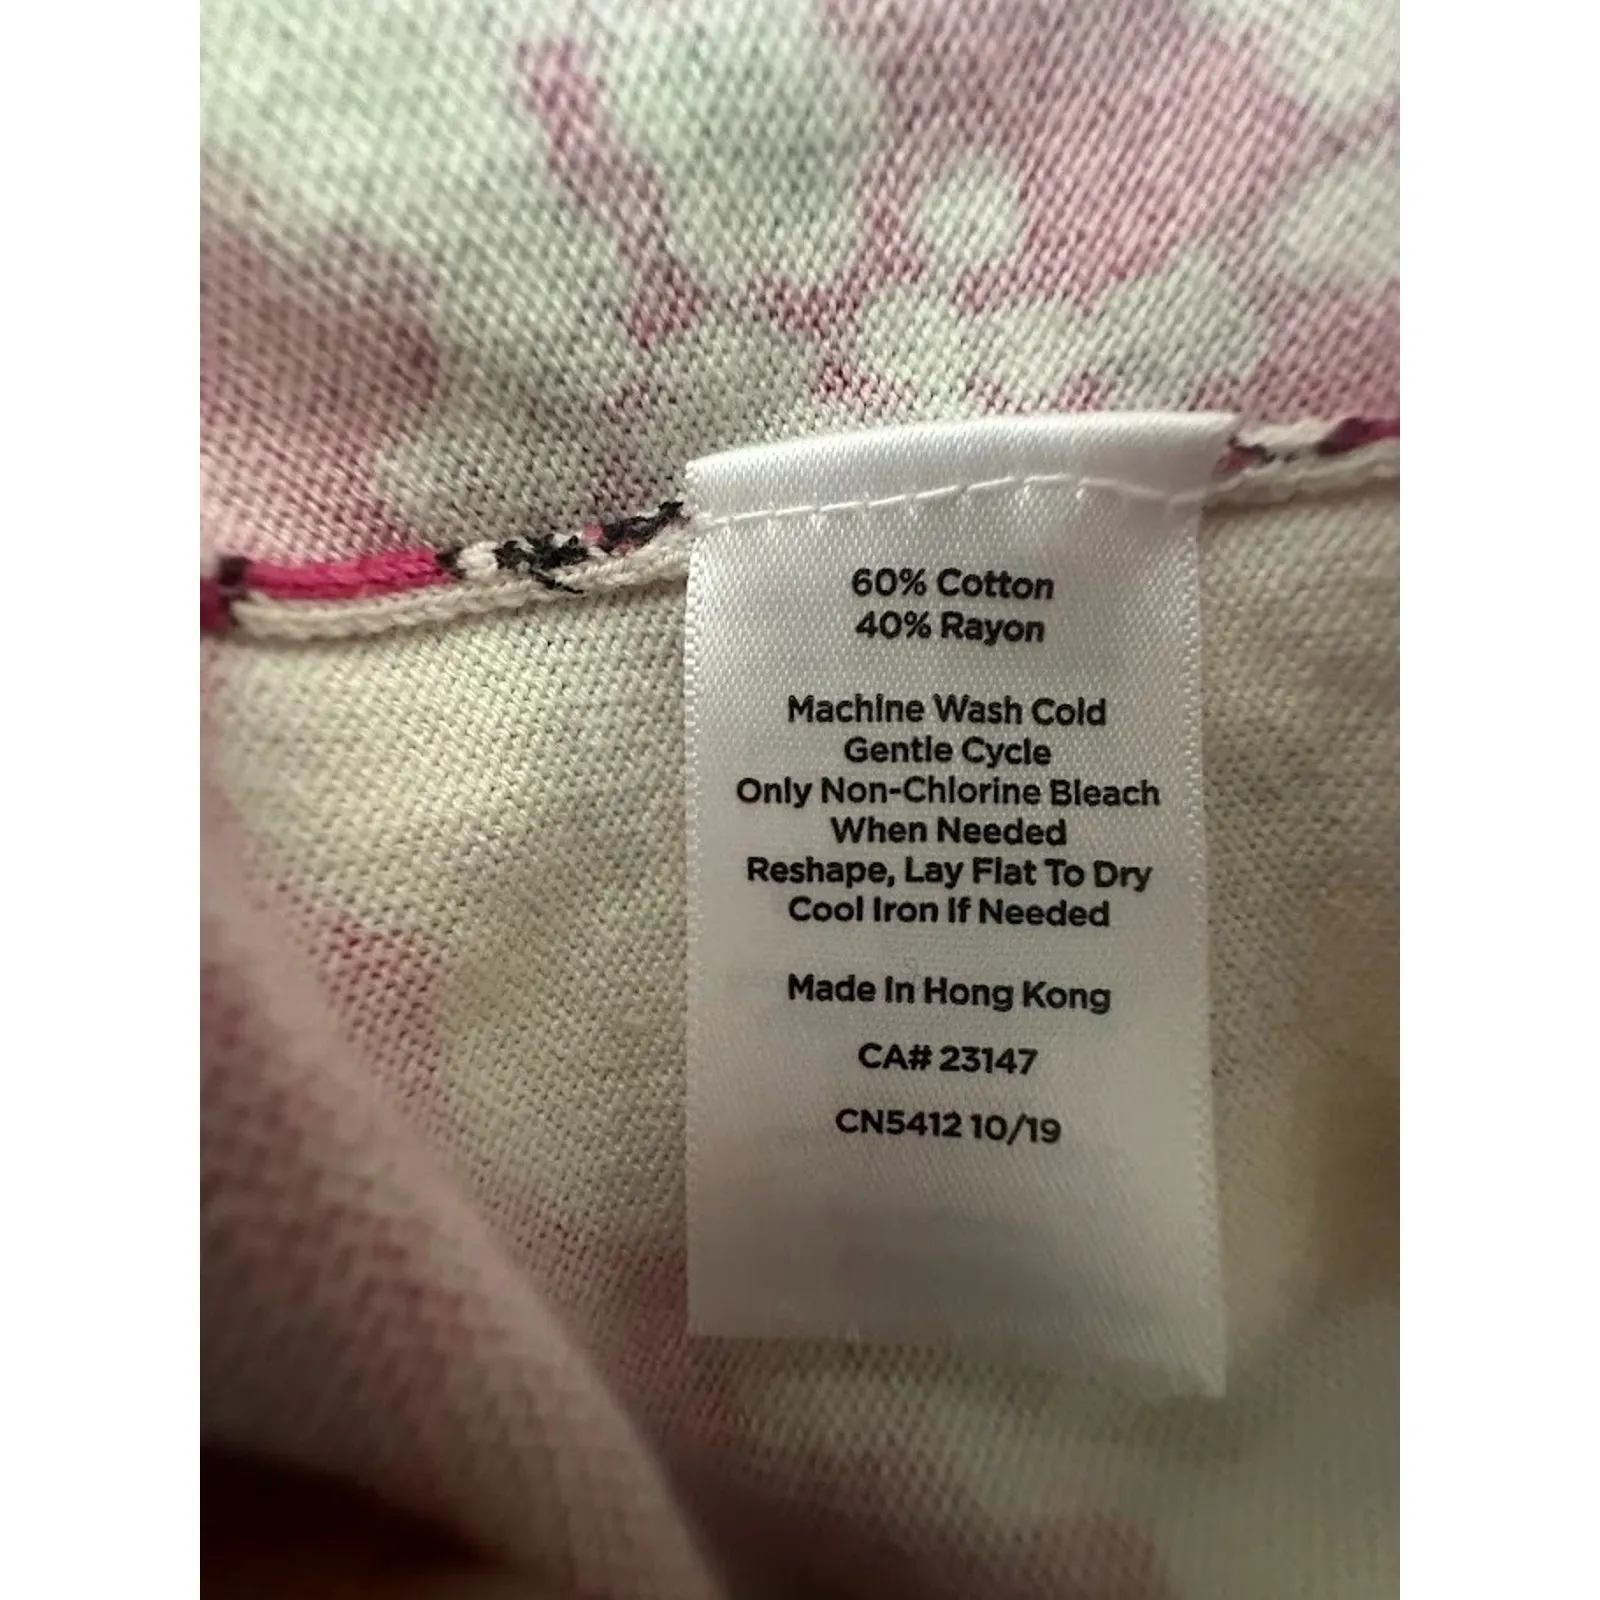 60% Cotton
40% Rayon
Machine Wash Cold
Gentle Cycle
Only Non-Chlorine Bleach
When Needed
Reshape, Lay Flat To Dry
Cool Iron If Needed
Made In Hong Kong
CA# 23147
CN5412 10/19